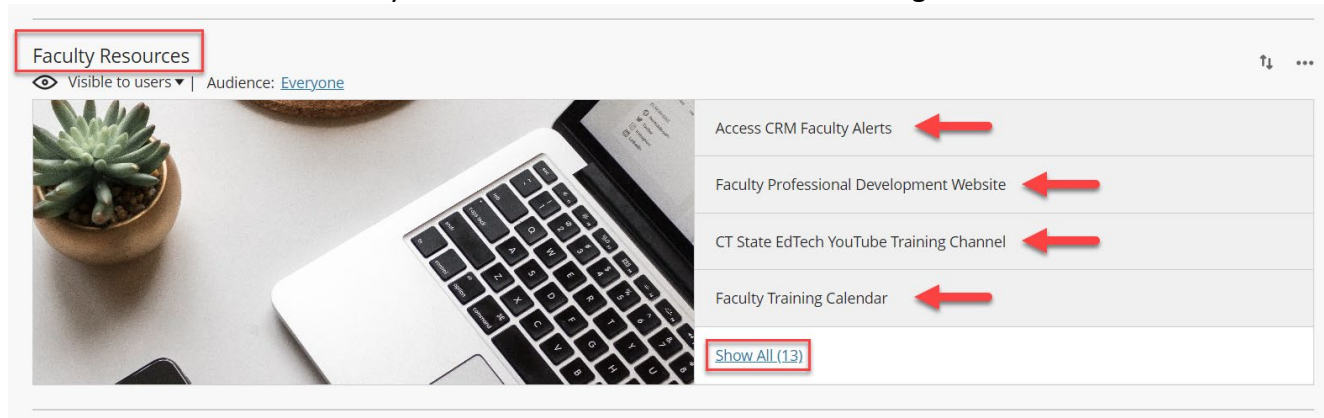 Faculty Resources
Visible to users ▾ | Audience: Everyone
Access CRM Faculty Alerts
Faculty Professional Development Website
CT State EdTech YouTube Training Channel
Faculty Training Calendar
Show All (13)